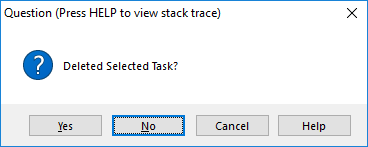 Question (Press HELP to view stack trace)
Deleted Selected Task?
Yes No Cancel Help